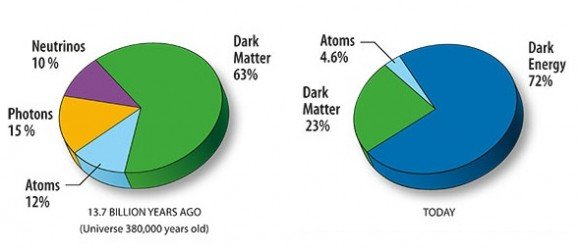 Neutrinos
10 %
Dark
Matter
63%
Photons
15 %
Atoms
12%
13.7 BILLION YEARS AGO
(Universe 380,000 years old)
Atoms
4.6%
Dark
Energy
72%
Dark
Matter
23%
TODAY